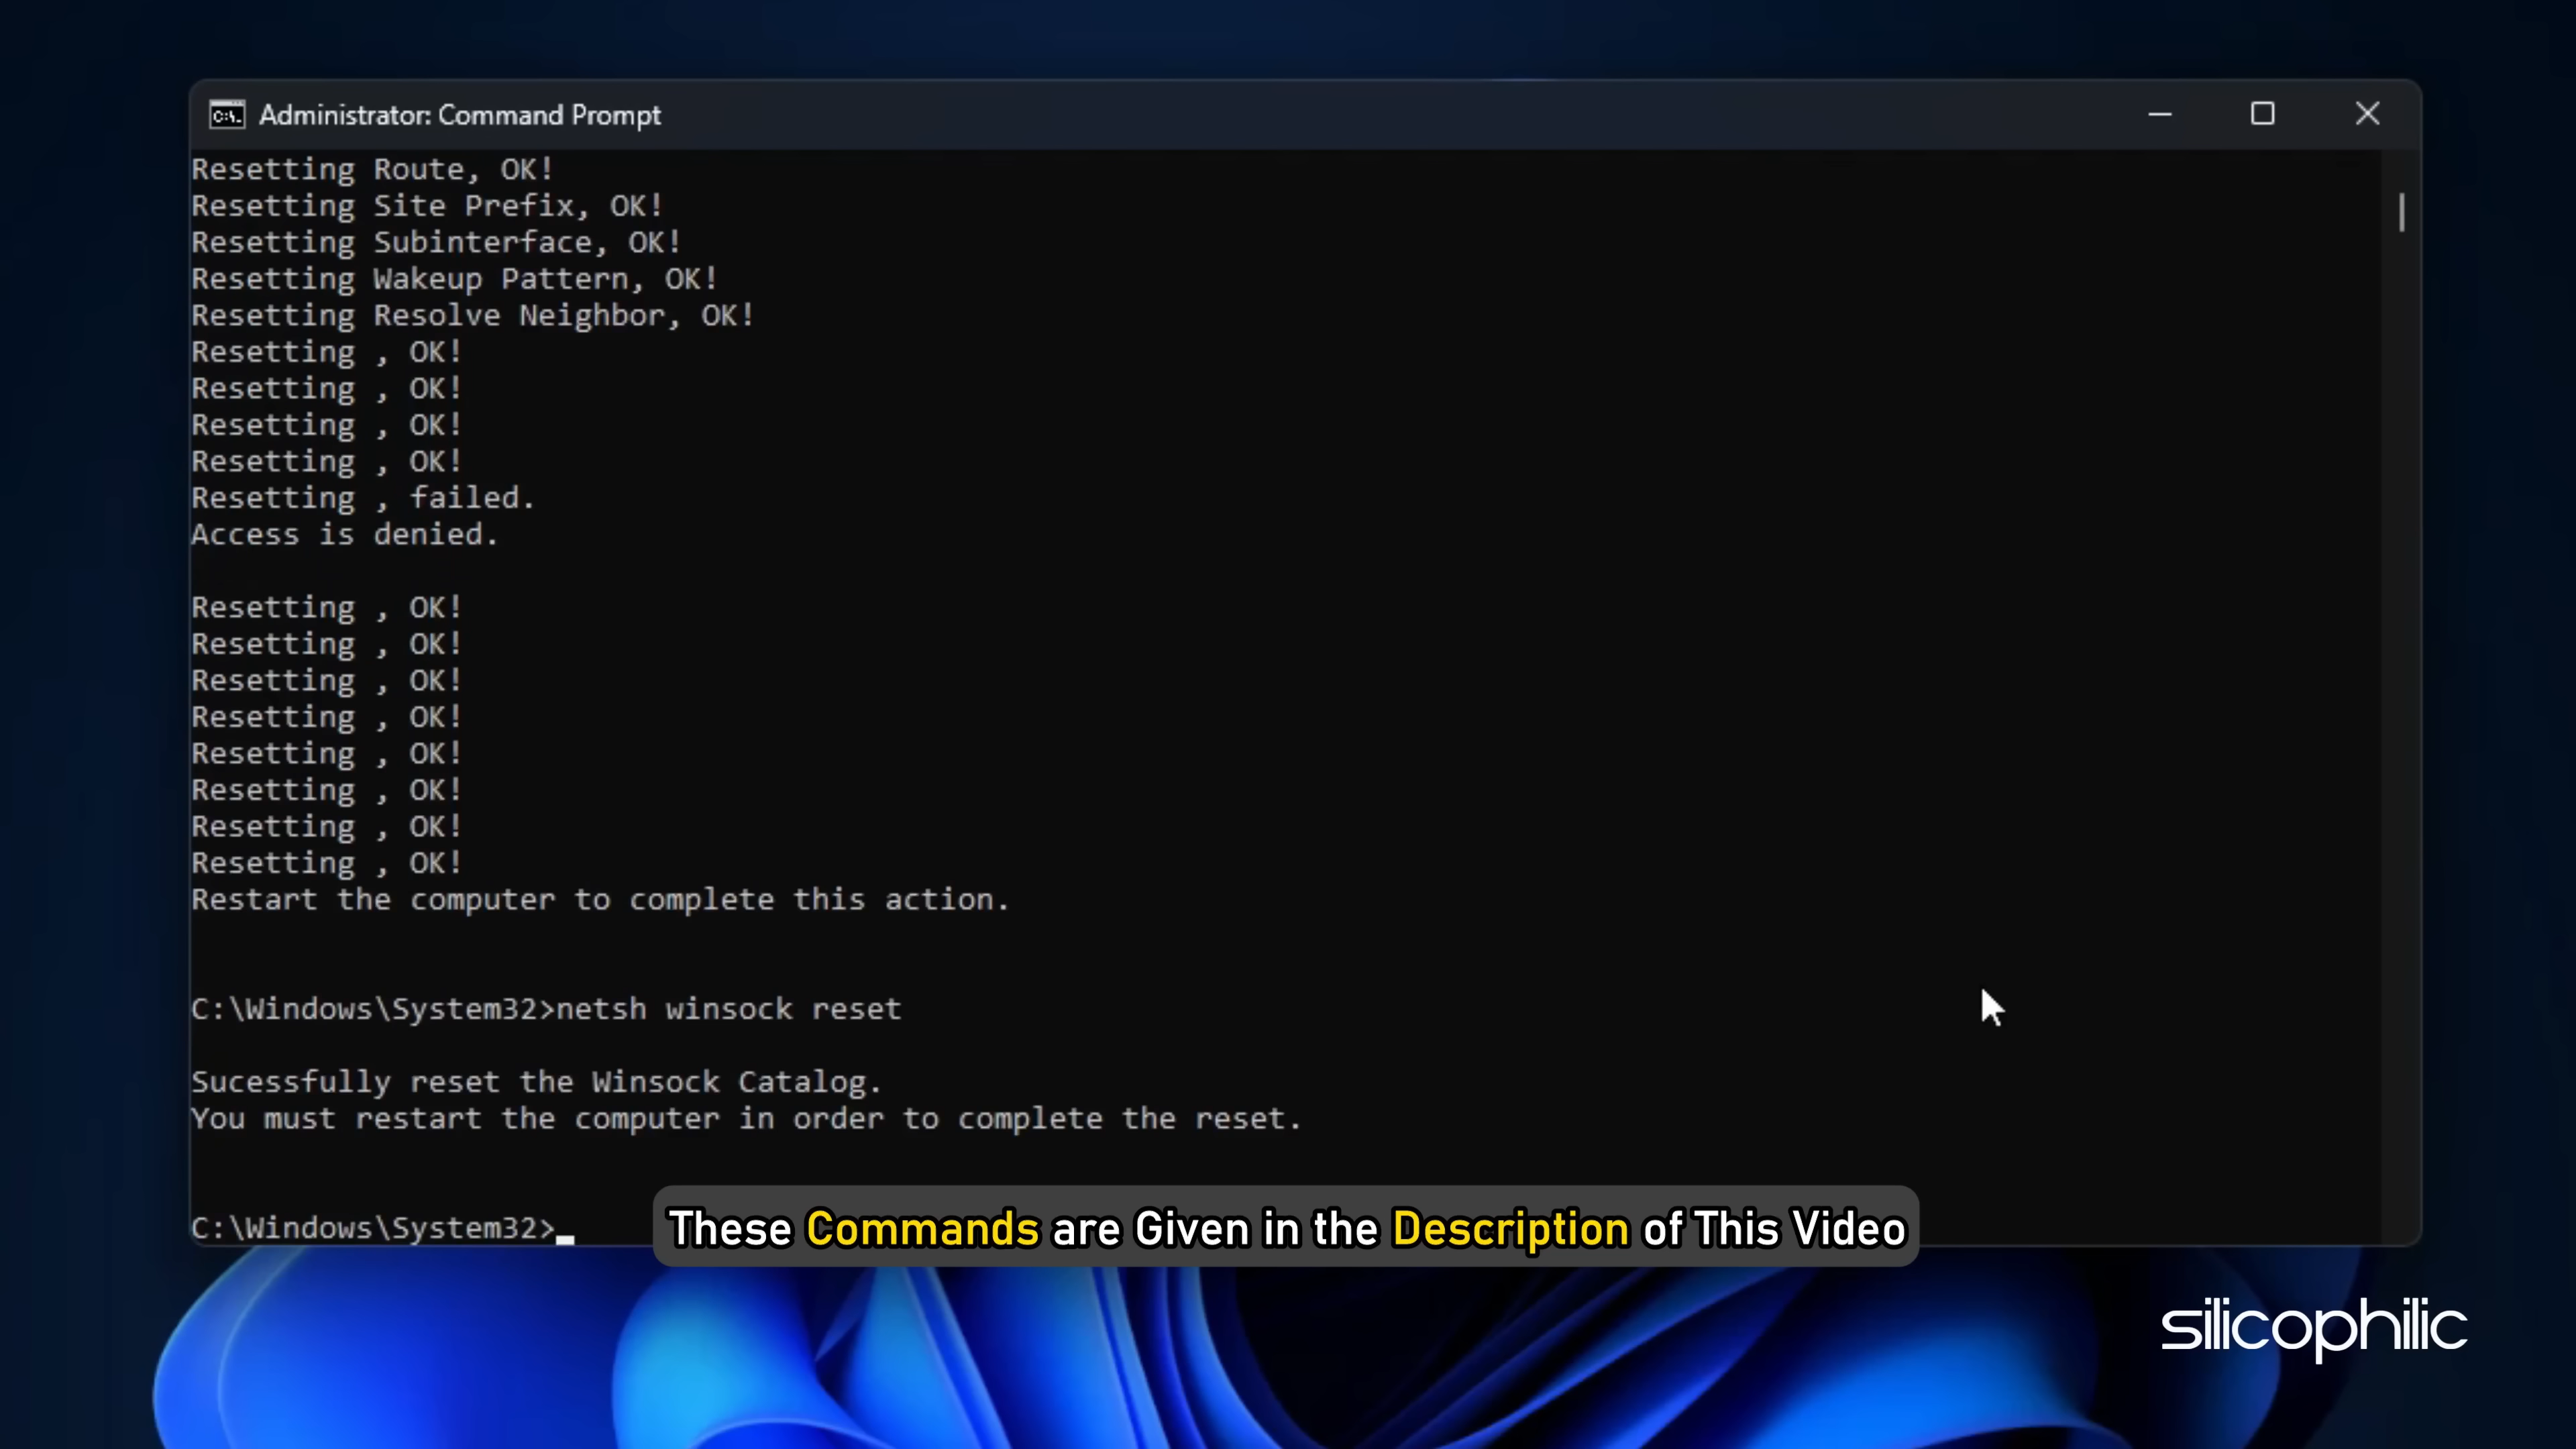 Administrator: Command Prompt
Resetting Route, OK!
Resetting Site Prefix, OK!
Resetting Subinterface, OK!
Resetting Wakeup Pattern, OK!
Resetting Resolve Neighbor, OK!
Resetting , OK!
Resetting , OK!
Resetting , OK!
Resetting , OK!
Resetting , failed.
Access is denied.
Resetting , OK!
Resetting , OK!
Resetting , OK!
Resetting , OK!
Resetting , OK!
Resetting , OK!
Resetting , OK!
Resetting , OK!
Restart the computer to complete this action.
C:\Windows\System32>netsh winsock reset
Sucessfully reset the Winsock Catalog.
You must restart the computer in order to complete the reset.
C:\Windows\System32>
These Commands are Given in the Description of This Video
silicophilic